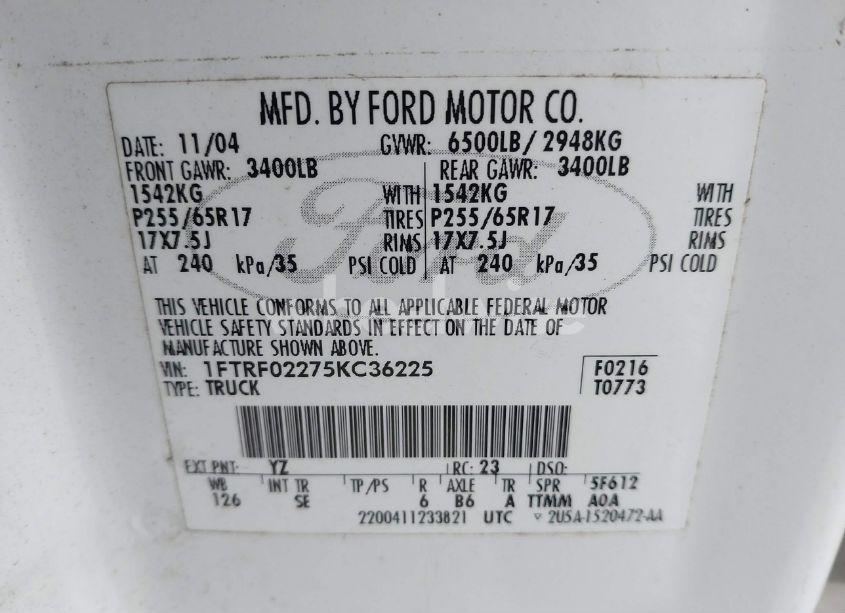 MFD. BY FORD MOTOR CO.
DATE: 11/04 GVWR: 6500LB/ 2948KG
FRONT GAWR: 3400LB REAR GAWR: 3400LB
1542KG WITH 1542KG WITH
P255/65R17 TIRES P255/65R17 TIRES
17X7.5J RIMS 17X7.5J RIMS
AT 240 kPa/35 PSI COLD AT 240 kPa/35 PSI COLD
Ford
THIS VEHICLE CONFORMS TO ALL APPLICABLE FEDERAL MOTOR
VEHICLE SAFETY STANDARDS IN EFFECT ON THE DATE OF
MANUFACTURE SHOWN ABOVE.
VIN: 1FTRF02275KC36225 F0216
TYPE: TRUCK T0773
EXT PNT: YZ RC: 23 DSO:
WB INT TR TP/PS R AXLE TR SPR 5F612
126 SE 6 B6 A TTMM A0A
2200411233821 UTC ▽ 2U5A-1520472-AA